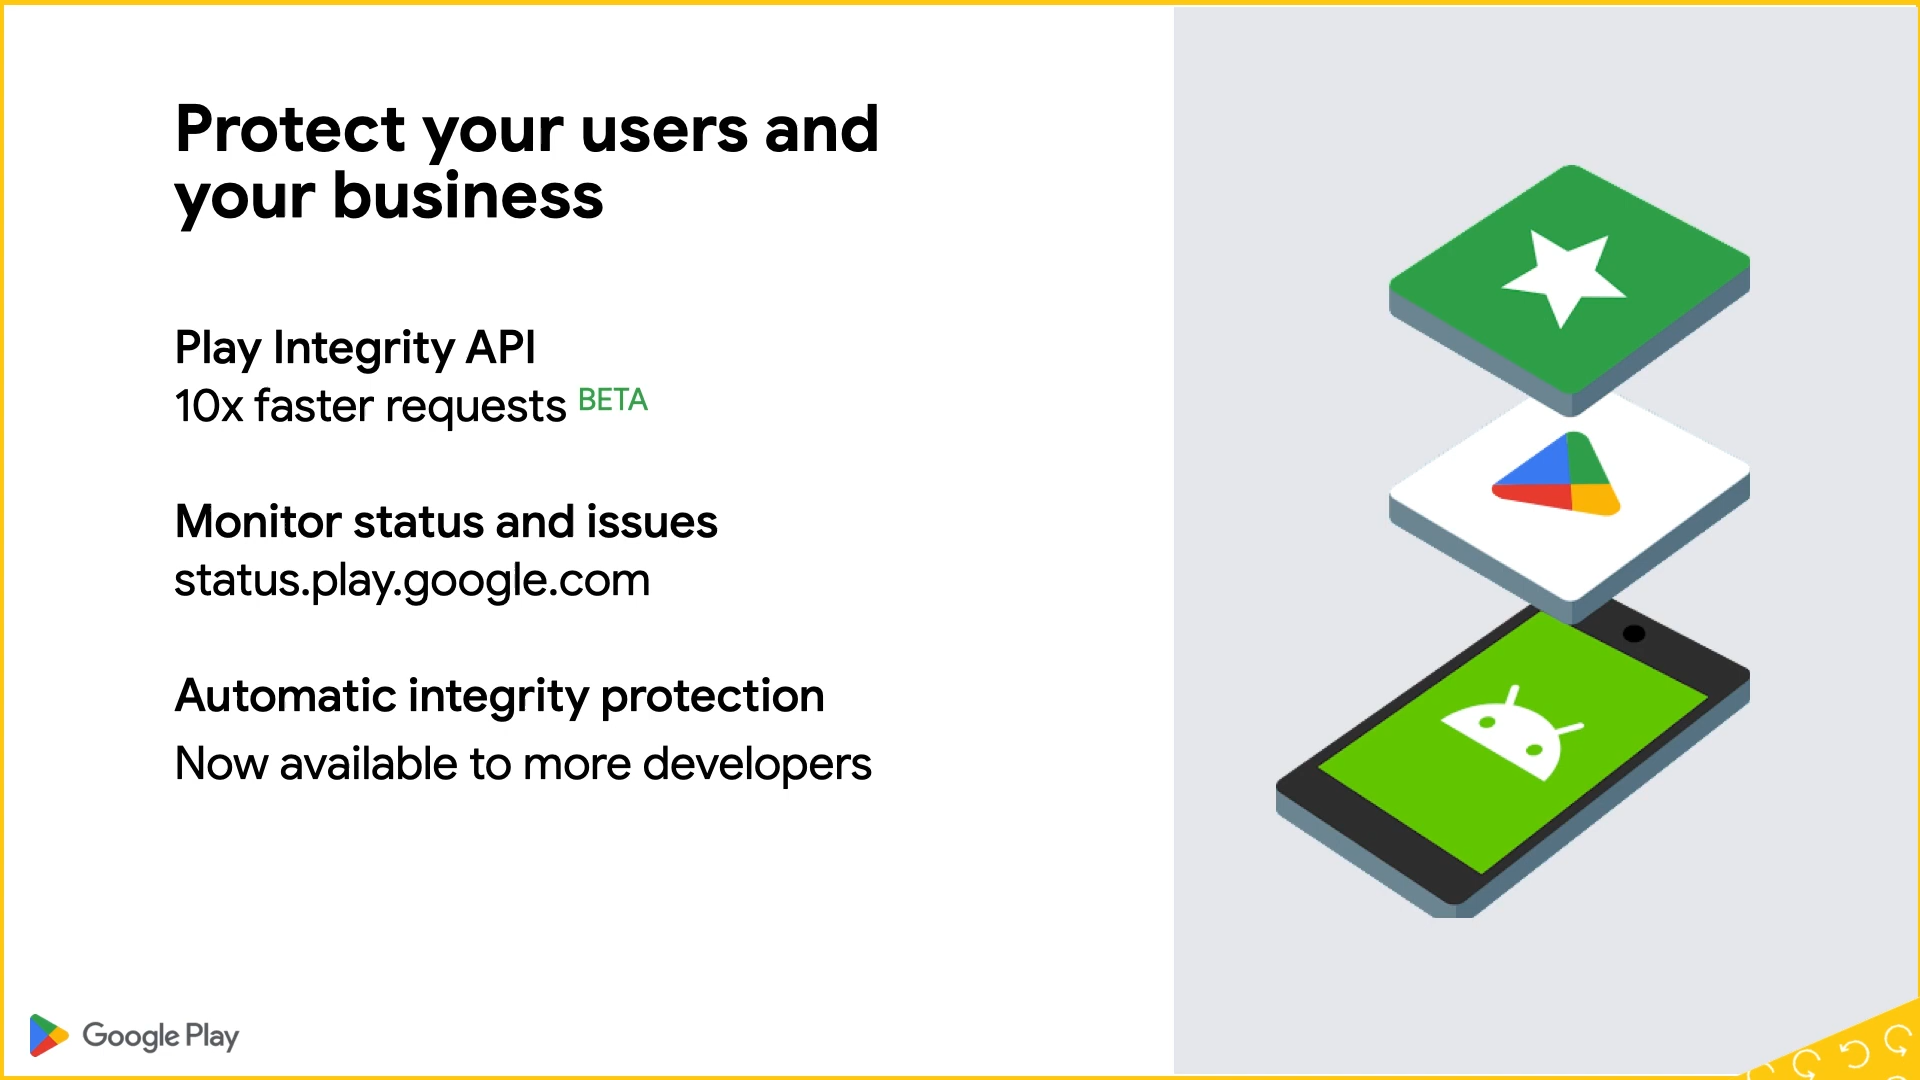 Protect your users and
your business
Play Integrity API
10x faster requests BETA
Monitor status and issues
status.play.google.com
Automatic integrity protection
Now available to more developers
Google Play